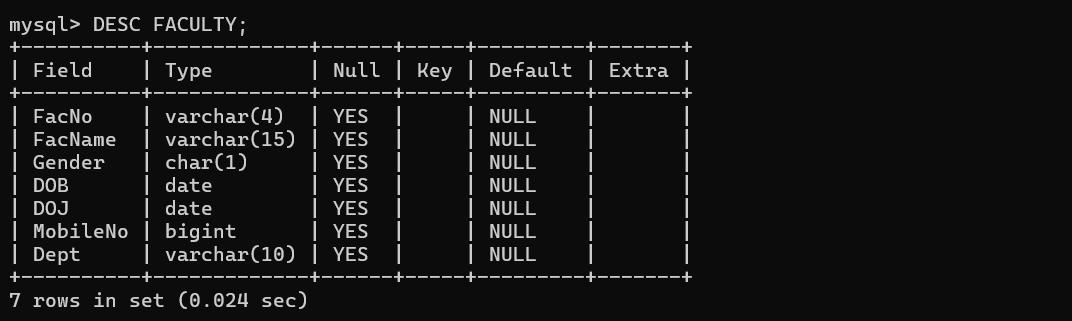 mysql> DESC FACULTY;
+----------+-------------+------+-----+---------+-------+
| Field    | Type        | Null | Key | Default | Extra |
+----------+-------------+------+-----+---------+-------+
| FacNo    | varchar(4)  | YES  |     | NULL    |       |
| FacName  | varchar(15) | YES  |     | NULL    |       |
| Gender   | char(1)     | YES  |     | NULL    |       |
| DOB      | date        | YES  |     | NULL    |       |
| DOJ      | date        | YES  |     | NULL    |       |
| MobileNo | bigint      | YES  |     | NULL    |       |
| Dept     | varchar(10) | YES  |     | NULL    |       |
+----------+-------------+------+-----+---------+-------+
7 rows in set (0.024 sec)